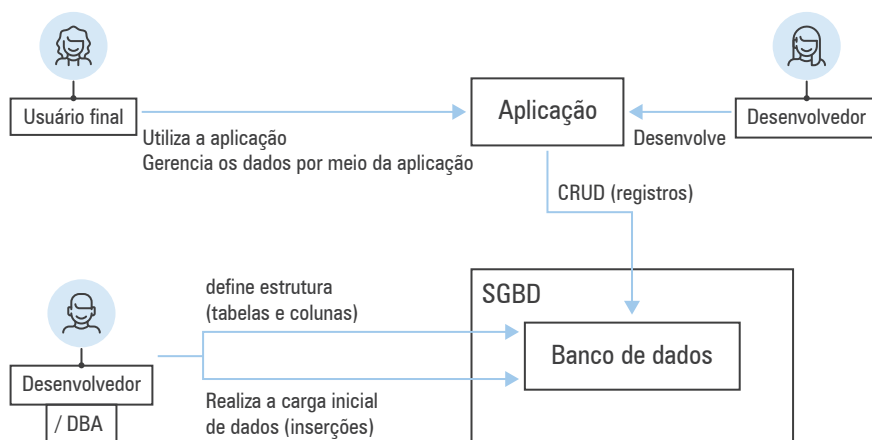 Usuário final
Utiliza a aplicação
Gerencia os dados por meio da aplicação
Aplicação
Desenvolve
Desenvolvedor
CRUD (registros)
define estrutura
(tabelas e colunas)
SGBD
Banco de dados
Desenvolvedor
/ DBA
Realiza a carga inicial
de dados (inserções)